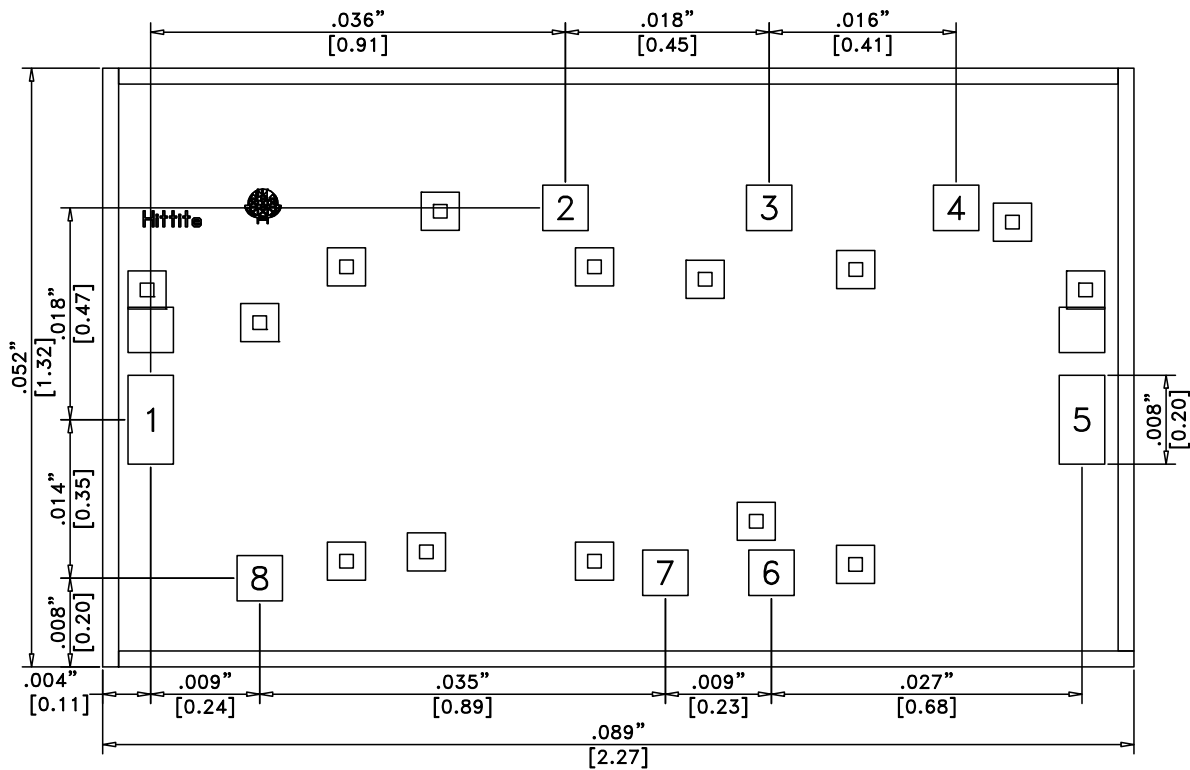 .036” .018” .016”
[0.91] [0.45] [0.41]
Hittite
2 3 4
.018”
[0.47]
.052”
[1.32]
1 5
.008”
[0.20]
.014”
[0.35]
8 7 6
.008”
[0.20]
.004” .009” .035” .009” .027”
[0.11] [0.24] [0.89] [0.23] [0.68]
.089”
[2.27]